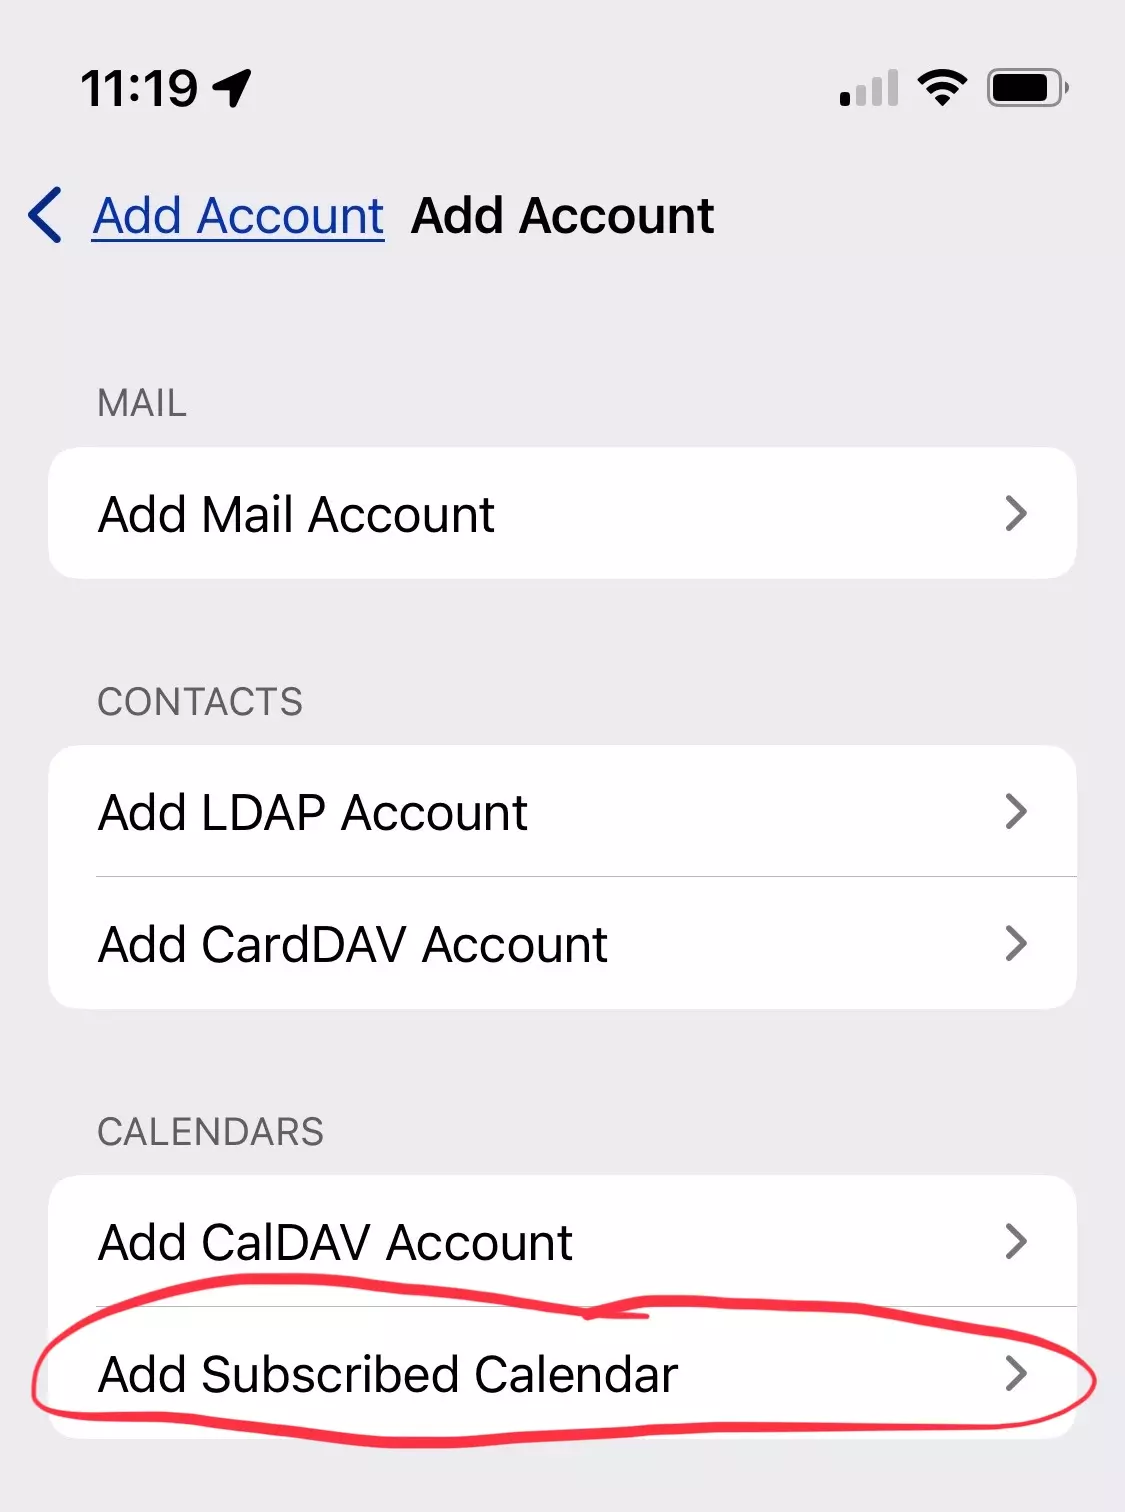 11:19
Add Account Add Account
MAIL
Add Mail Account
CONTACTS
Add LDAP Account
Add CardDAV Account
CALENDARS
Add CalDAV Account
Add Subscribed Calendar